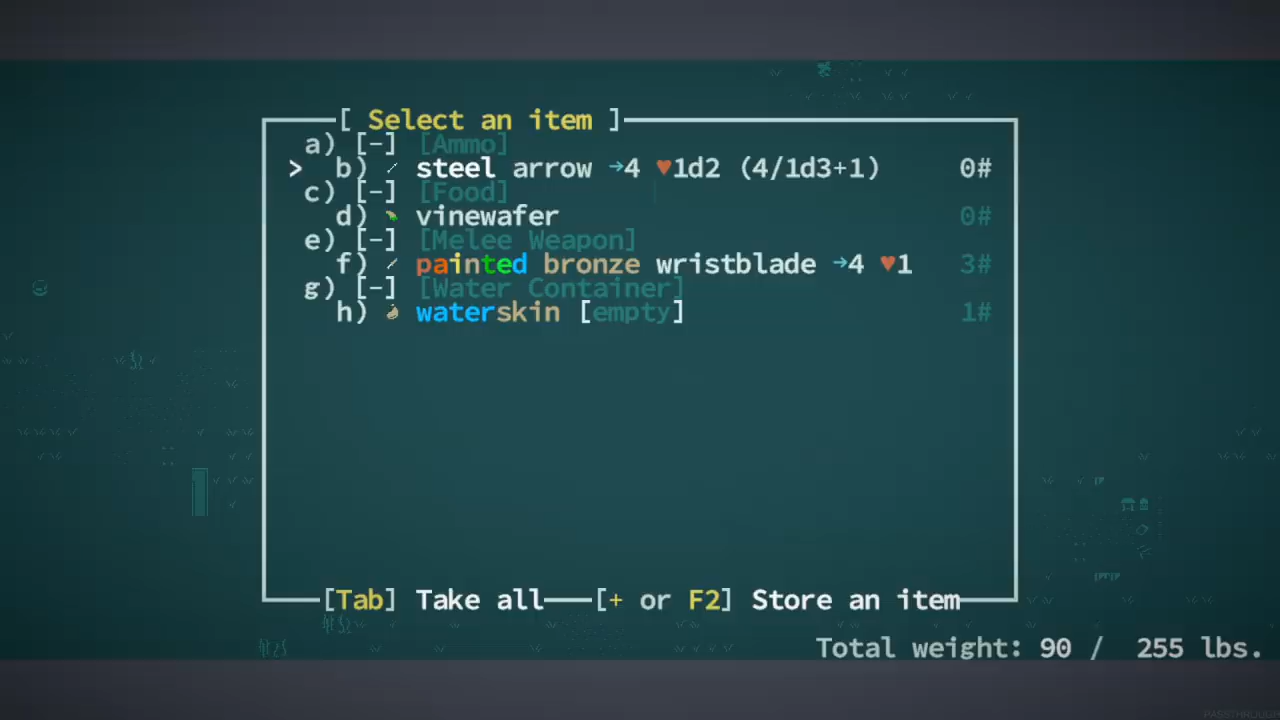 [ Select an item ]
a) [-] [Ammo]
> b) steel arrow →4 ♥1d2 (4/1d3+1) 0#
c) [-] [Food]
d) vinewafer 0#
e) [-] [Melee Weapon]
f) painted bronze wristblade →4 ♥1 3#
g) [-] [Water Container]
h) waterskin [empty] 1#
[Tab] Take all [+ or F2] Store an item
Total weight: 90 / 255 lbs.